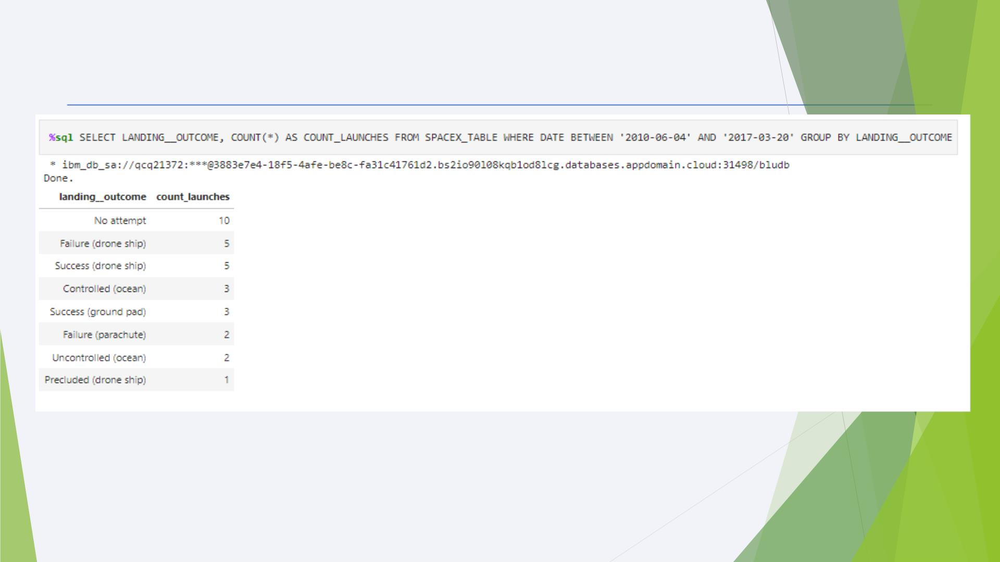 %sql SELECT LANDING__OUTCOME, COUNT(*) AS COUNT_LAUNCHES FROM SPACEX_TABLE WHERE DATE BETWEEN '2010-06-04' AND '2017-03-20' GROUP BY LANDING__OUTCOME
* ibm_db_sa://qcq21372:***@3883e7e4-18f5-4afe-be8c-fa31c41761d2.bs2io90l08kqb1od8lcg.databases.appdomain.cloud:31498/bludb
Done.
landing__outcome count_launches
No attempt 10
Failure (drone ship) 5
Success (drone ship) 5
Controlled (ocean) 3
Success (ground pad) 3
Failure (parachute) 2
Uncontrolled (ocean) 2
Precluded (drone ship) 1